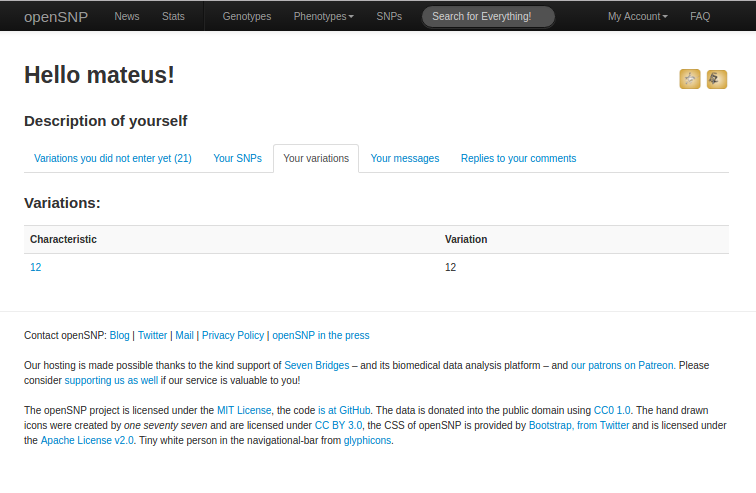 openSNP News Stats Genotypes Phenotypes SNPs Search for Everything! My Account FAQ
Hello mateus!
Description of yourself
Variations you did not enter yet (21) Your SNPs Your variations Your messages Replies to your comments
Variations:
Characteristic Variation
12 12
Contact openSNP: Blog | Twitter | Mail | Privacy Policy | openSNP in the press
Our hosting is made possible thanks to the kind support of Seven Bridges – and its biomedical data analysis platform – and our patrons on Patreon. Please
consider supporting us as well if our service is valuable to you!
The openSNP project is licensed under the MIT License, the code is at GitHub. The data is donated into the public domain using CC0 1.0. The hand drawn
icons were created by one seventy seven and are licensed under CC BY 3.0, the CSS of openSNP is provided by Bootstrap, from Twitter and is licensed under
the Apache License v2.0. Tiny white person in the navigational-bar from glyphicons.